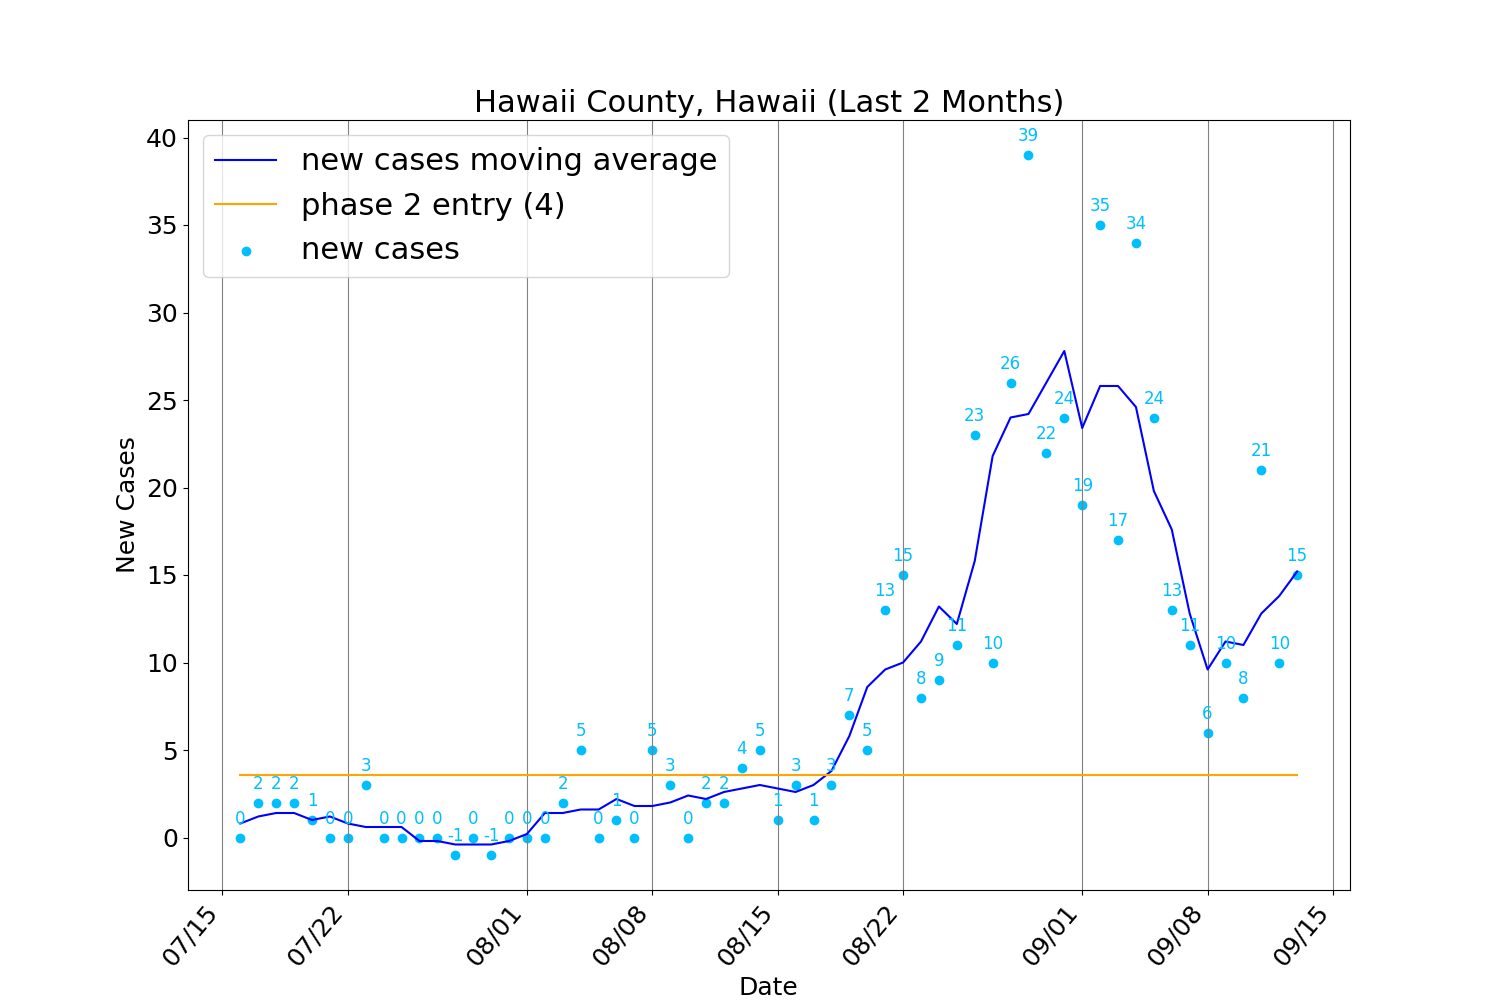 Hawaii County, Hawaii (Last 2 Months)
new cases moving average
phase 2 entry (4)
new cases
New Cases
40
35
30
25
20
15
10
5
0
0 2 2 2 1 0 0 3 0 0 0 0 -1 0 -1 0 0 0 2 5 0 1 0 5 3 0 2 2 4 5 1 3 1 3 7 5 13 15 8 9 11 23 10 26 39 22 24 19 35 17 34 24 13 11 6 10 8 21 10 15
07/15 07/22 08/01 08/08 08/15 08/22 09/01 09/08 09/15
Date